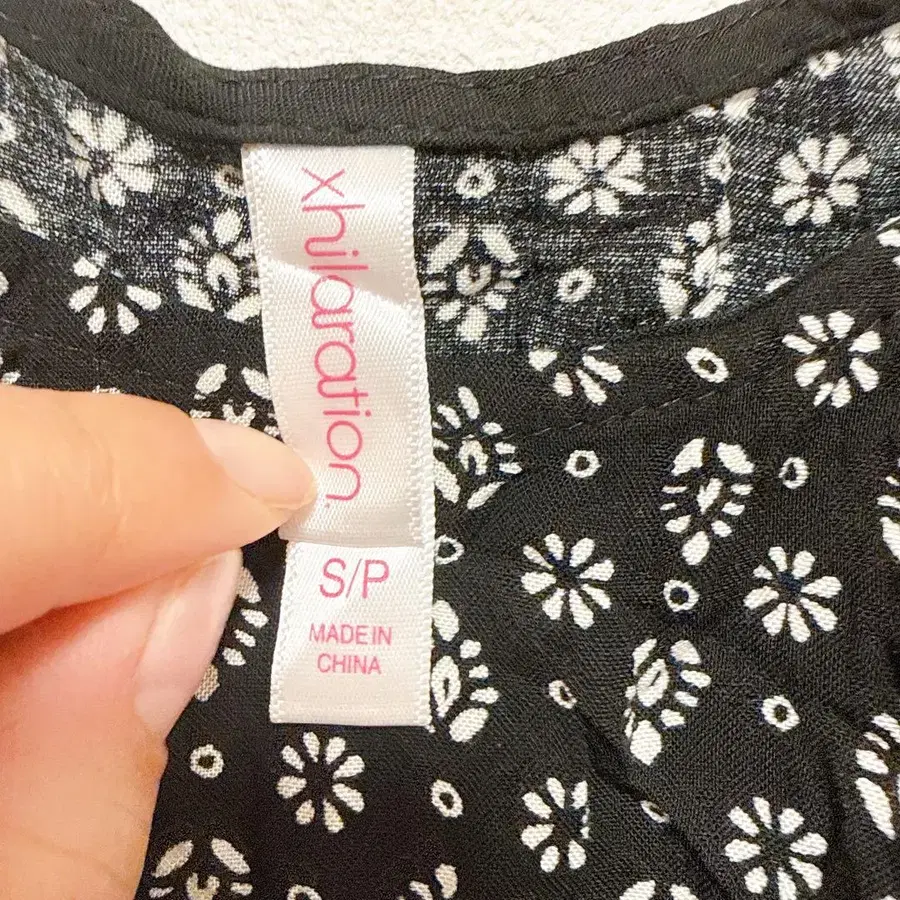 xhilaration.
S/P
MADE IN
CHINA